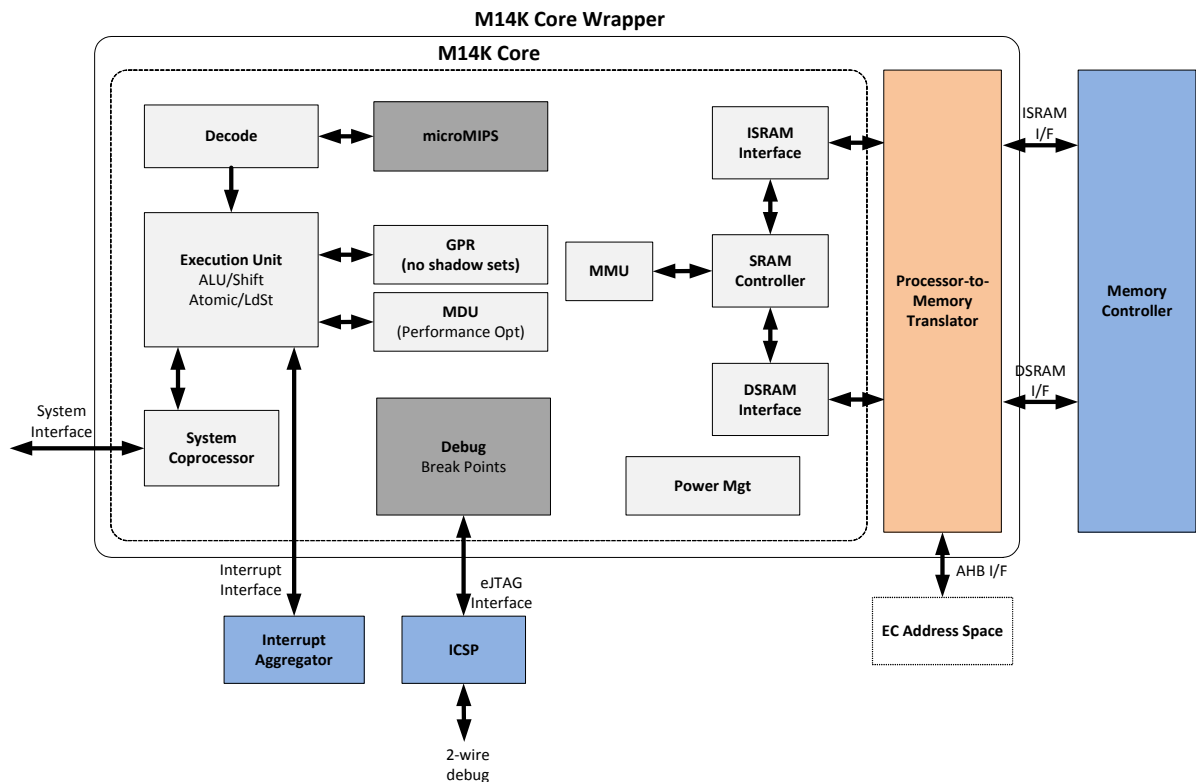 M14K Core Wrapper
M14K Core
Decode
microMIPS
ISRAM
Interface
ISRAM
I/F
Execution Unit
ALU/Shift
Atomic/LdSt
GPR
(no shadow sets)
MMU
SRAM
Controller
Processor-to-
Memory
Translator
Memory
Controller
MDU
(Performance Opt)
DSRAM
Interface
DSRAM
I/F
System
Interface
System
Coprocessor
Debug
Break Points
Power Mgt
Interrupt
Interface
eJTAG
Interface
AHB I/F
Interrupt
Aggregator
ICSP
EC Address Space
2-wire
debug